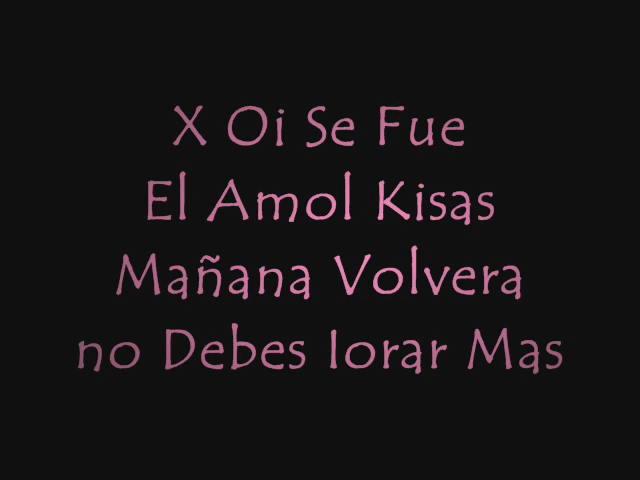 X Oi Se Fue
El Amol Kisas
Mañana Volvera
no Debes lorar Mas